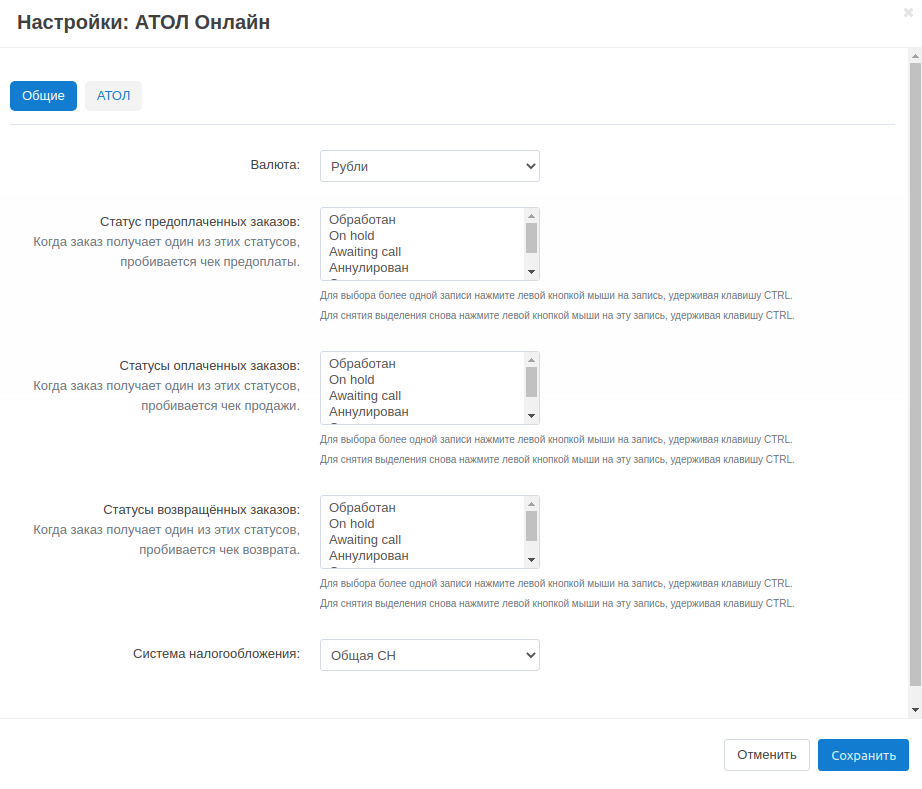 Настройки: АТОЛ Онлайн
Общие
АТОЛ
Валюта:
Рубли
Статус предоплаченных заказов:
Когда заказ получает один из этих статусов,
пробивается чек предоплаты.
Обработан
On hold
Awaiting call
Аннулирован
Для выбора более одной записи нажмите левой кнопкой мыши на запись, удерживая клавишу CTRL.
Для снятия выделения снова нажмите левой кнопкой мыши на эту запись, удерживая клавишу CTRL.
Статусы оплаченных заказов:
Когда заказ получает один из этих статусов,
пробивается чек продажи.
Обработан
On hold
Awaiting call
Аннулирован
Для выбора более одной записи нажмите левой кнопкой мыши на запись, удерживая клавишу CTRL.
Для снятия выделения снова нажмите левой кнопкой мыши на эту запись, удерживая клавишу CTRL.
Статусы возвращённых заказов:
Когда заказ получает один из этих статусов,
пробивается чек возврата.
Обработан
On hold
Awaiting call
Аннулирован
Для выбора более одной записи нажмите левой кнопкой мыши на запись, удерживая клавишу CTRL.
Для снятия выделения снова нажмите левой кнопкой мыши на эту запись, удерживая клавишу CTRL.
Система налогообложения:
Общая СН
Отменить
Сохранить